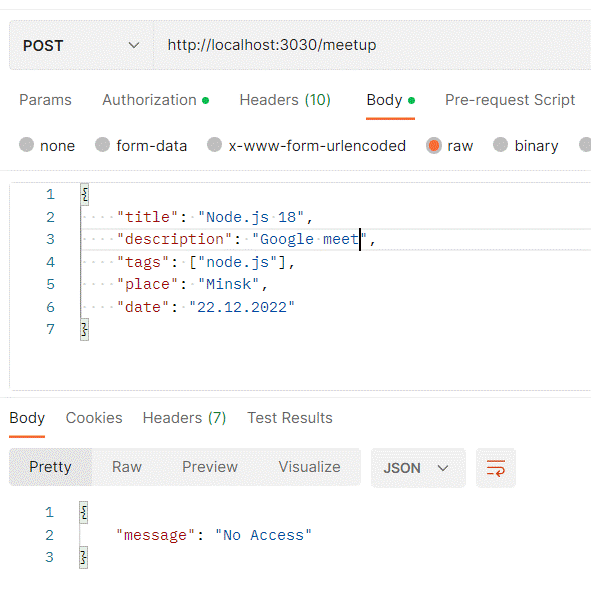 POST http://localhost:3030/meetup
Params Authorization Headers (10) Body Pre-request Script
none form-data x-www-form-urlencoded raw binary
1 {
2 "title": "Node.js 18",
3 "description": "Google meet",
4 "tags": ["node.js"],
5 "place": "Minsk",
6 "date": "22.12.2022"
7 }
Body Cookies Headers (7) Test Results
Pretty Raw Preview Visualize JSON
1 {
2 "message": "No Access"
3 }